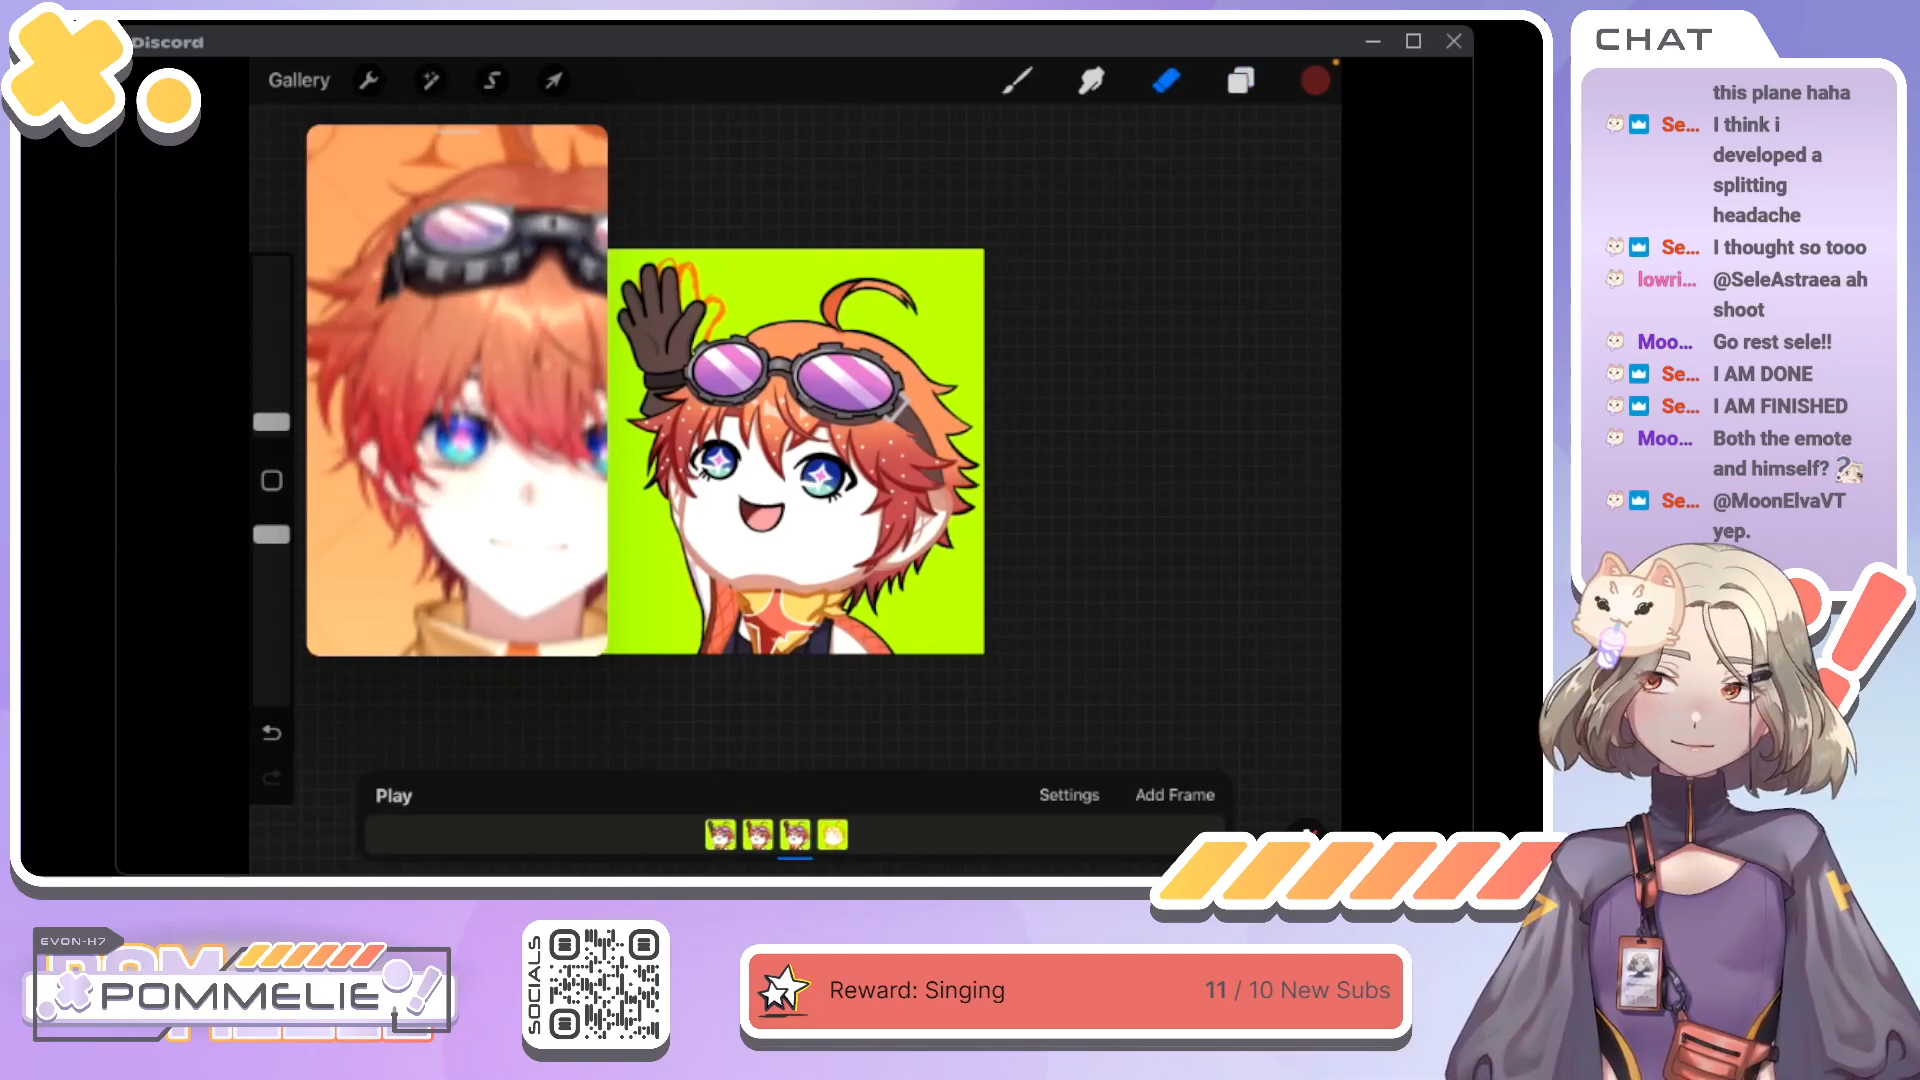 Discord
Gallery
CHAT
this plane haha
Se... I think i
developed a
splitting
headache
Se... I thought so tooo
lowri... @SeleAstraea ah
shoot
Moo... Go rest sele!!
Se... I AM DONE
Se... I AM FINISHED
Moo... Both the emote
and himself?
Se... @MoonElvaVT
yep.
Play
Settings
Add Frame
EVON-H7
POMMELIE
SOCIALS
Reward: Singing
11 / 10 New Subs